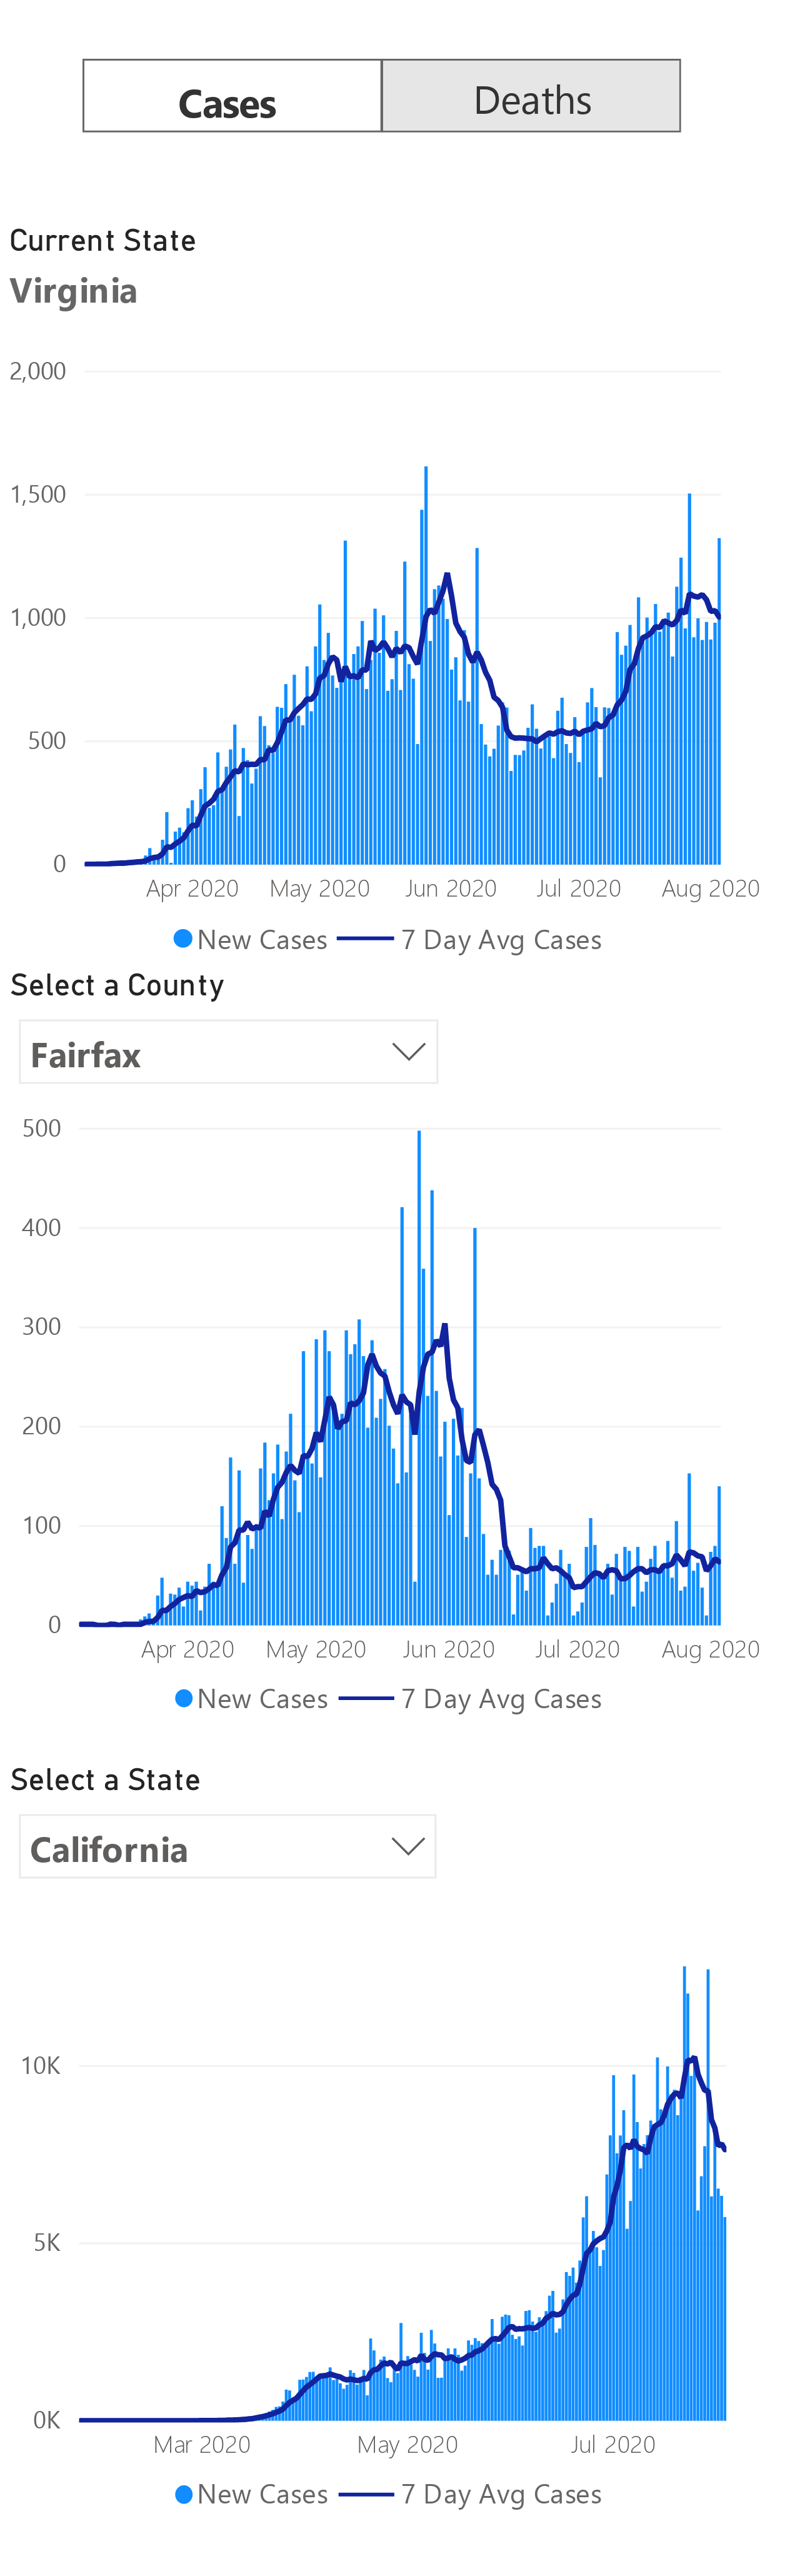 Cases Deaths
Current State
Virginia
2,000
1,500
1,000
500
0
Apr 2020 May 2020 Jun 2020 Jul 2020 Aug 2020
New Cases 7 Day Avg Cases
Select a County
Fairfax
500
400
300
200
100
0
Apr 2020 May 2020 Jun 2020 Jul 2020 Aug 2020
New Cases 7 Day Avg Cases
Select a State
California
10K
5K
0K
Mar 2020 May 2020 Jul 2020
New Cases 7 Day Avg Cases